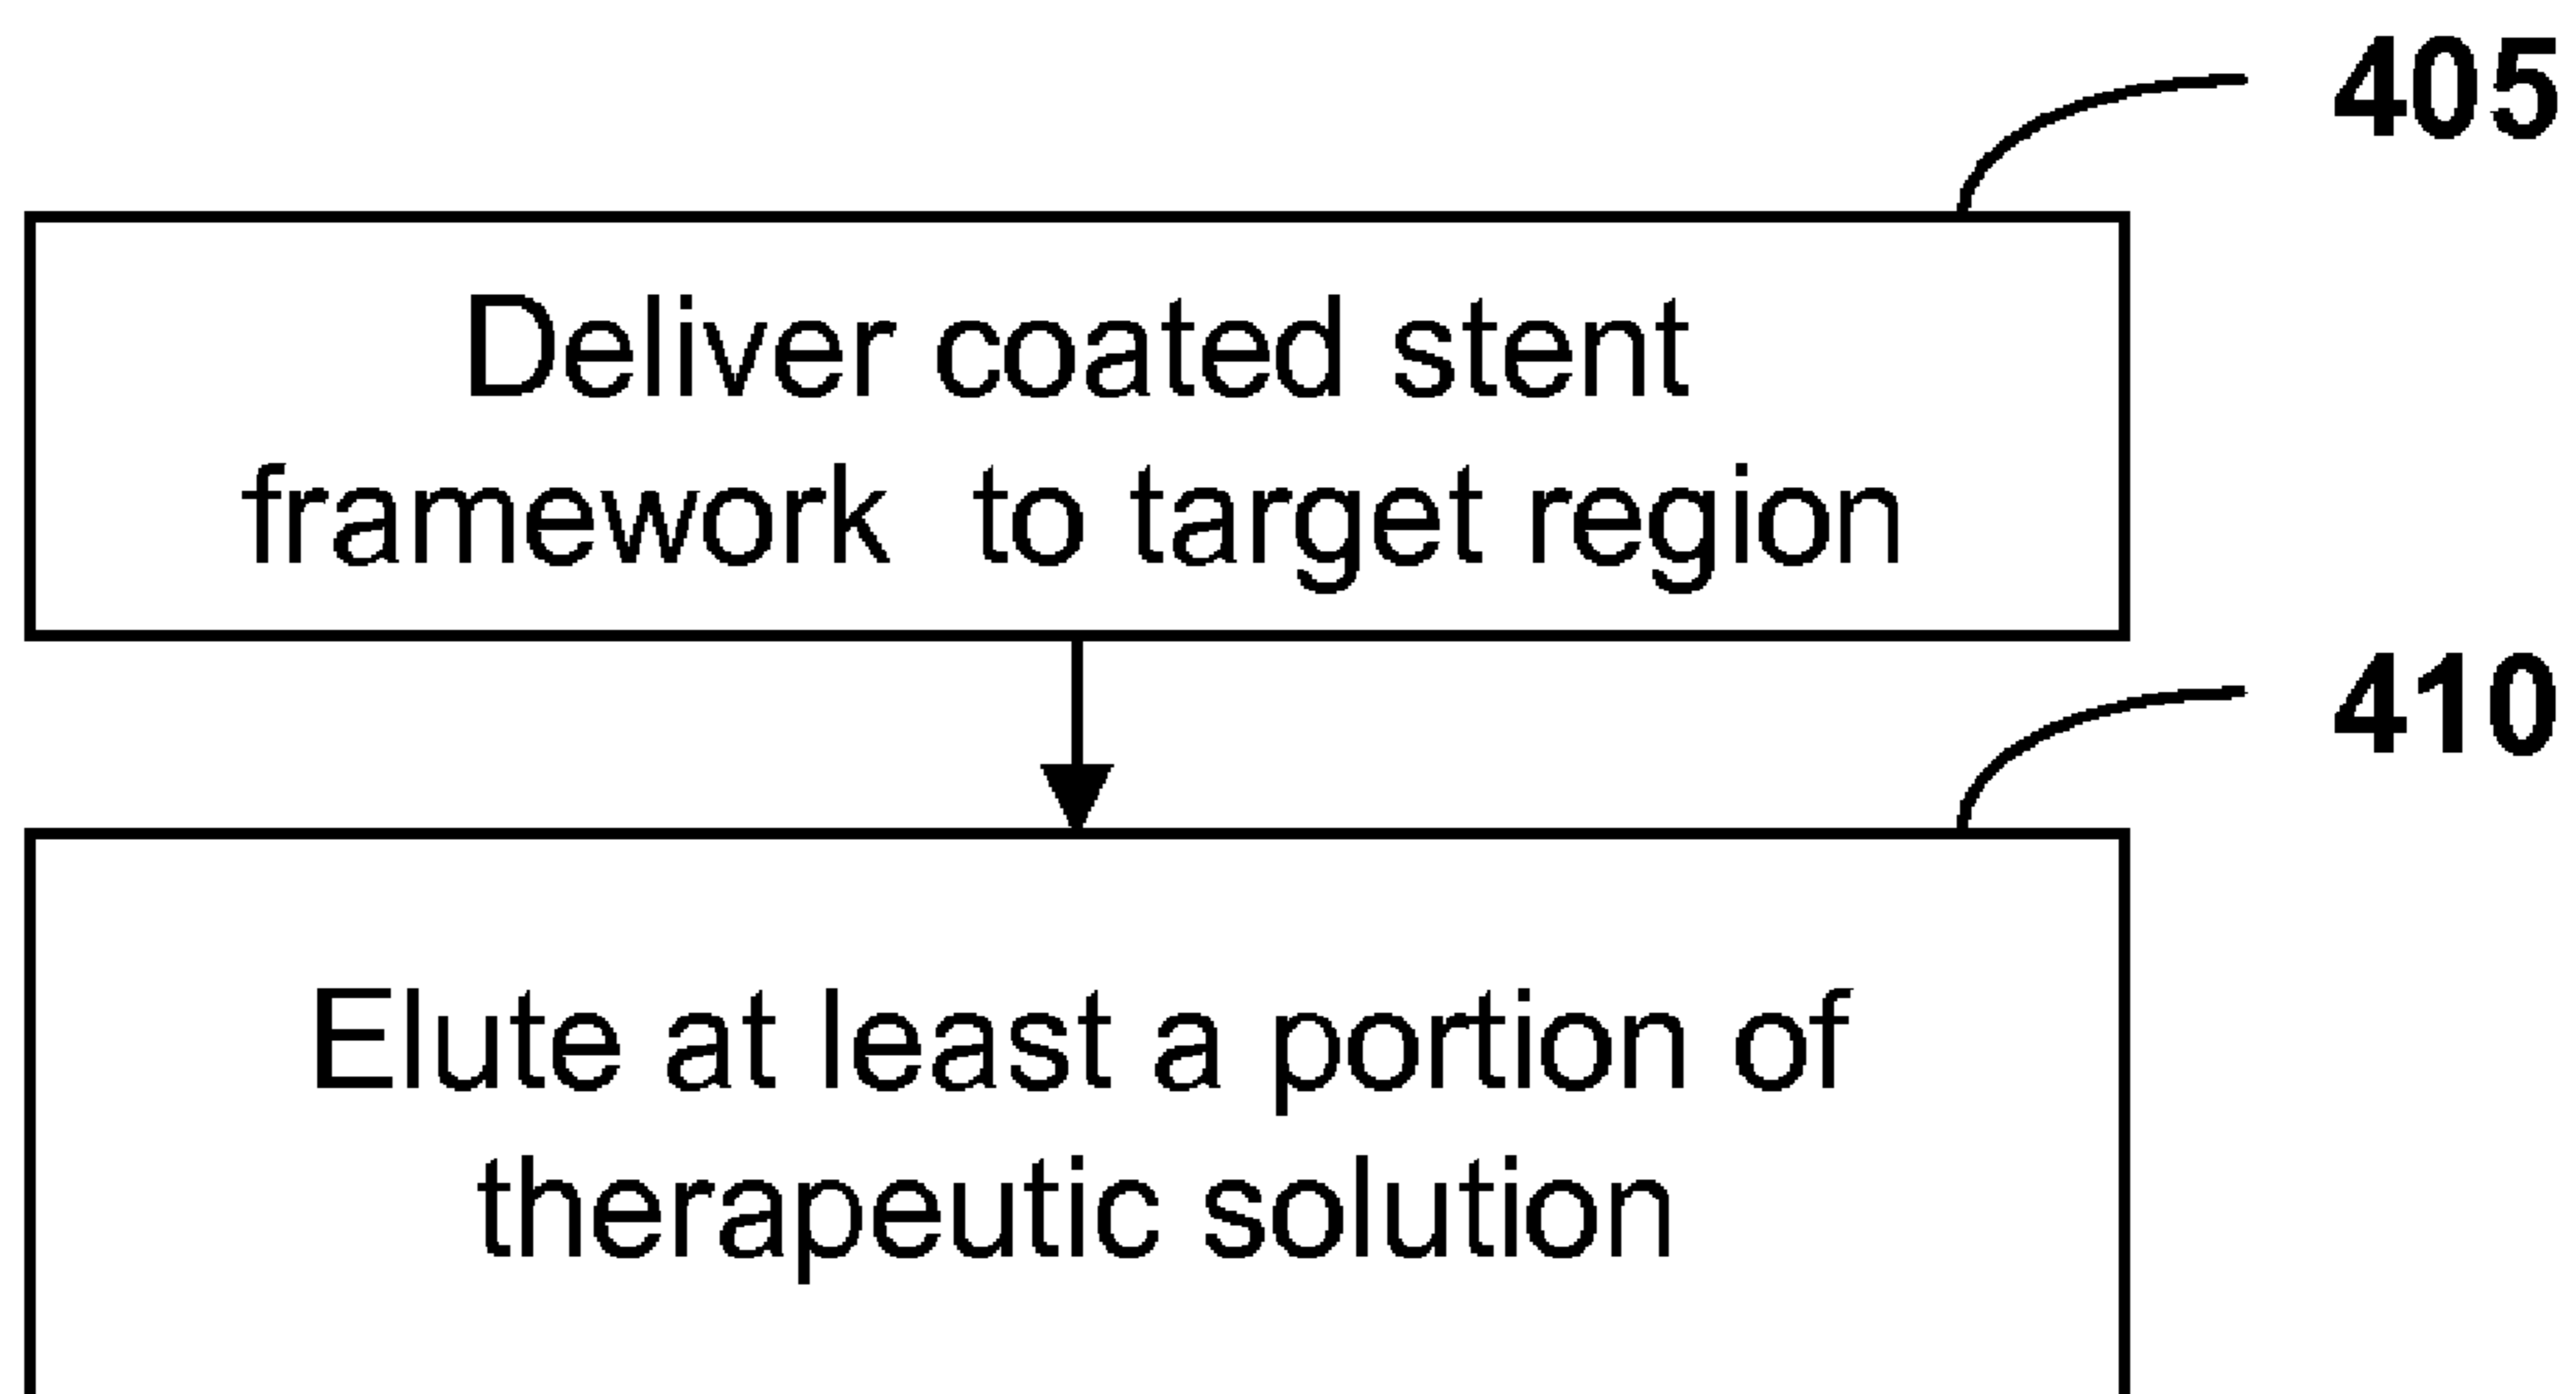 405
Deliver coated stent
framework to target region
410
Elute at least a portion of
therapeutic solution